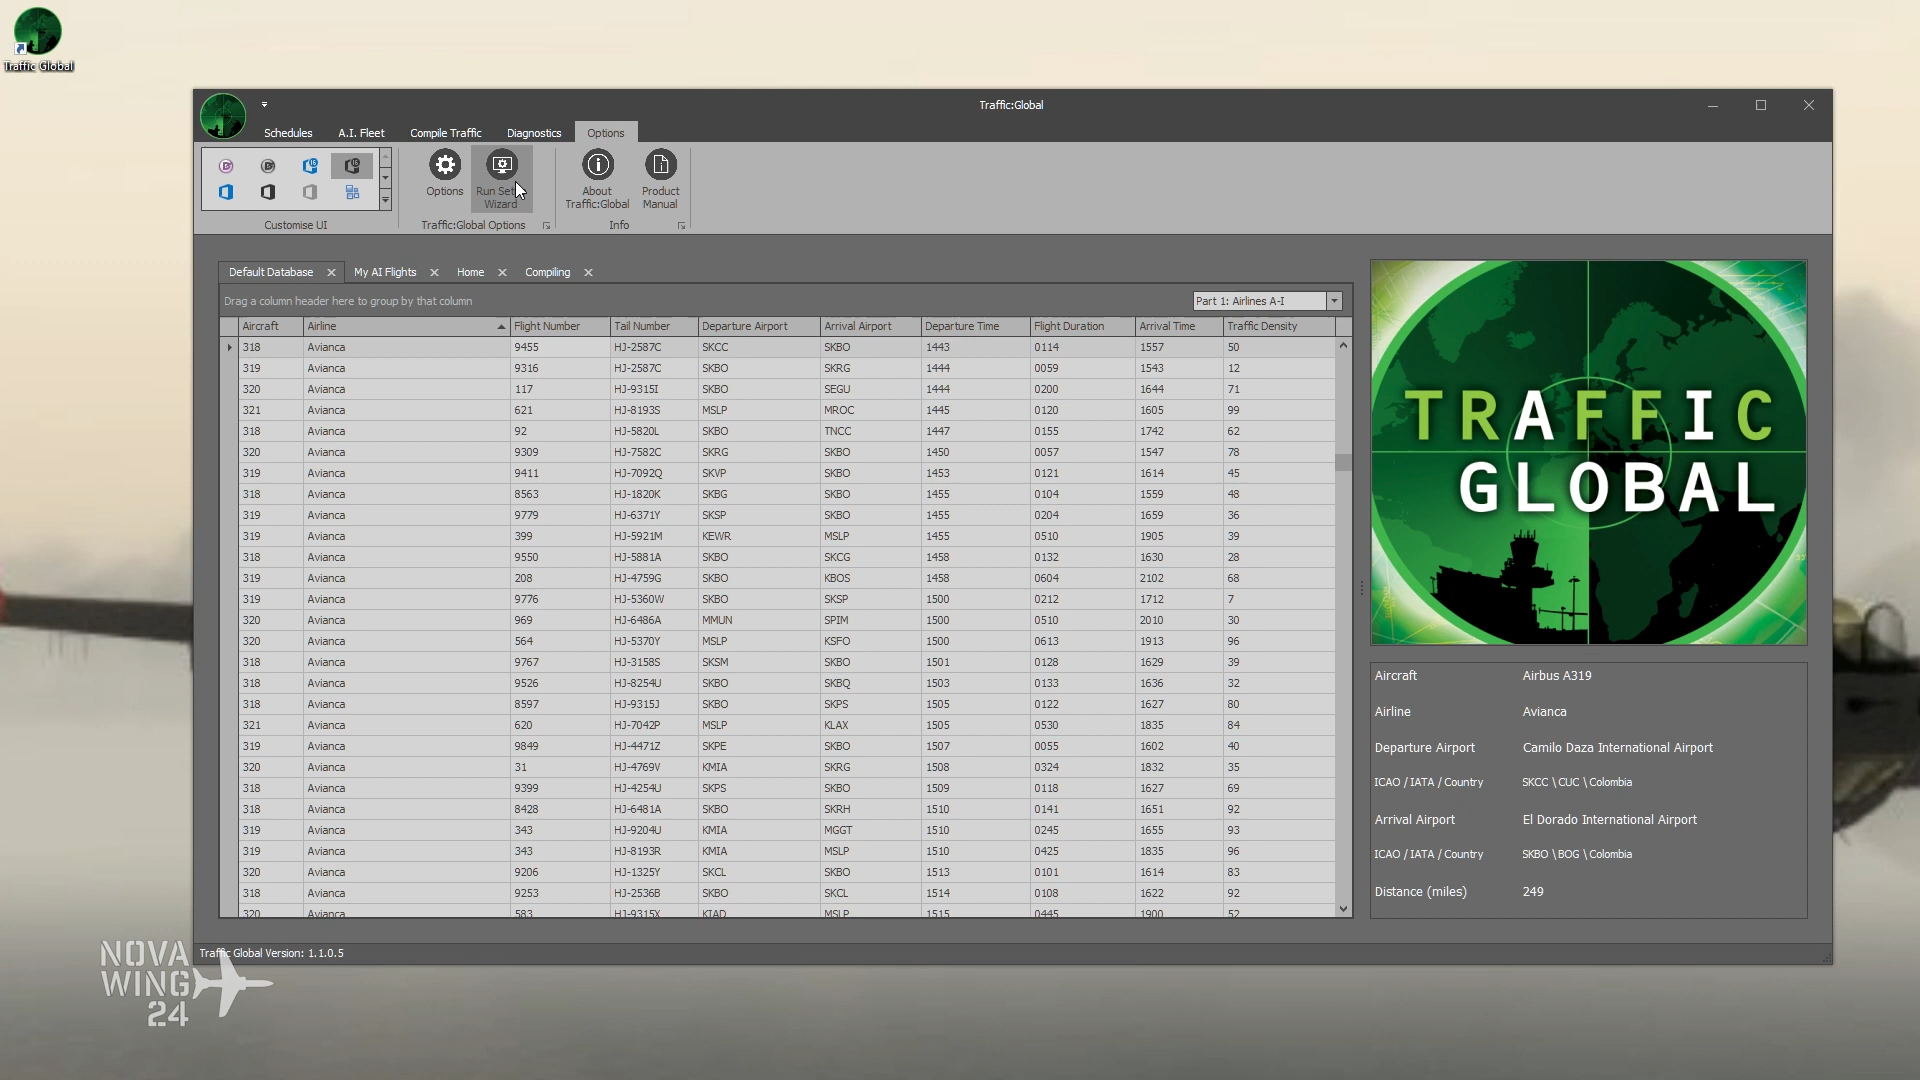 Traffic Global
Traffic:Global
Schedules A.I. Fleet Compile Traffic Diagnostics Options
Options
Run Set
Wizard
About
Traffic:Global
Product
Manual
Customise UI Traffic:Global Options Info
Default Database My AI Flights Home Compiling
Drag a column header here to group by that column Part 1: Airlines A-I
Aircraft Airline Flight Number Tail Number Departure Airport Arrival Airport Departure Time Flight Duration Arrival Time Traffic Density
318 Avianca 9455 HJ-2587C SKCC SKBO 1443 0114 1557 50
319 Avianca 9316 HJ-2587C SKBO SKRG 1444 0059 1543 12
320 Avianca 117 HJ-9315I SKBO SEGU 1444 0200 1644 71
321 Avianca 621 HJ-8193S MSLP MROC 1445 0120 1605 99
318 Avianca 92 HJ-5820L SKBO TNCC 1447 0155 1742 62
320 Avianca 9309 HJ-7582C SKRG SKBO 1450 0057 1547 78
319 Avianca 9411 HJ-7092Q SKVP SKBO 1453 0121 1614 45
318 Avianca 8563 HJ-1820K SKBG SKBO 1455 0104 1559 48
319 Avianca 9779 HJ-6371Y SKSP SKBO 1455 0204 1659 36
319 Avianca 399 HJ-5921M KEWR MSLP 1455 0510 1905 39
318 Avianca 9550 HJ-5881A SKBO SKCG 1458 0132 1630 28
319 Avianca 208 HJ-4759G SKBO KBOS 1458 0604 2102 68
319 Avianca 9776 HJ-5360W SKBO SKSP 1500 0212 1712 7
320 Avianca 969 HJ-6486A MMUN SPIM 1500 0510 2010 30
320 Avianca 564 HJ-5370Y MSLP KSFO 1500 0613 1913 96
318 Avianca 9767 HJ-3158S SKSM SKBO 1501 0128 1629 39
318 Avianca 9526 HJ-8254U SKBO SKBQ 1503 0133 1636 32
318 Avianca 8597 HJ-9315J SKBO SKPS 1505 0122 1627 80
321 Avianca 620 HJ-7042P MSLP KLAX 1505 0530 1835 84
319 Avianca 9849 HJ-4471Z SKPE SKBO 1507 0055 1602 40
320 Avianca 31 HJ-4769V KMIA SKRG 1508 0324 1832 35
318 Avianca 9399 HJ-4254U SKPS SKBO 1509 0118 1627 69
318 Avianca 8428 HJ-6481A SKBO SKRH 1510 0141 1651 92
319 Avianca 343 HJ-9204U KMIA MGGT 1510 0245 1655 93
319 Avianca 343 HJ-8193R KMIA MSLP 1510 0425 1835 96
320 Avianca 9206 HJ-1325Y SKCL SKBO 1513 0101 1614 83
318 Avianca 9253 HJ-2536B SKBO SKCL 1514 0108 1622 92
320 Avianca 583 HJ-9315X KIAD MSLP 1515 0445 1900 52
TRAFFIC
GLOBAL
Aircraft Airbus A319
Airline Avianca
Departure Airport Camilo Daza International Airport
ICAO / IATA / Country SKCC \ CUC \ Colombia
Arrival Airport El Dorado International Airport
ICAO / IATA / Country SKBO \ BOG \ Colombia
Distance (miles) 249
Traffic Global Version: 1.1.0.5
NOVA
WING
24